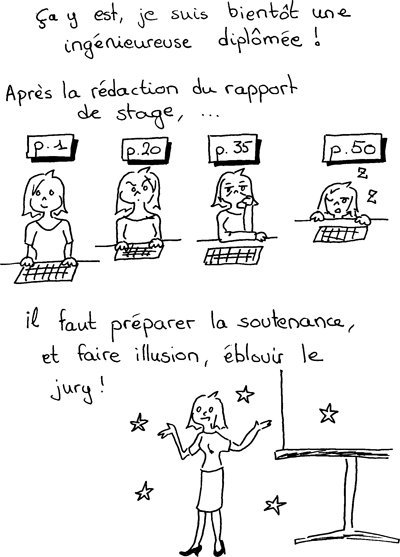 ça y est, je suis bientôt une
ingénieureuse diplômée !
Après la rédaction du rapport
de stage, ...
p.1 p.20 p.35 p.50
z
z
il faut préparer la soutenance,
et faire illusion, éblouir le
jury !